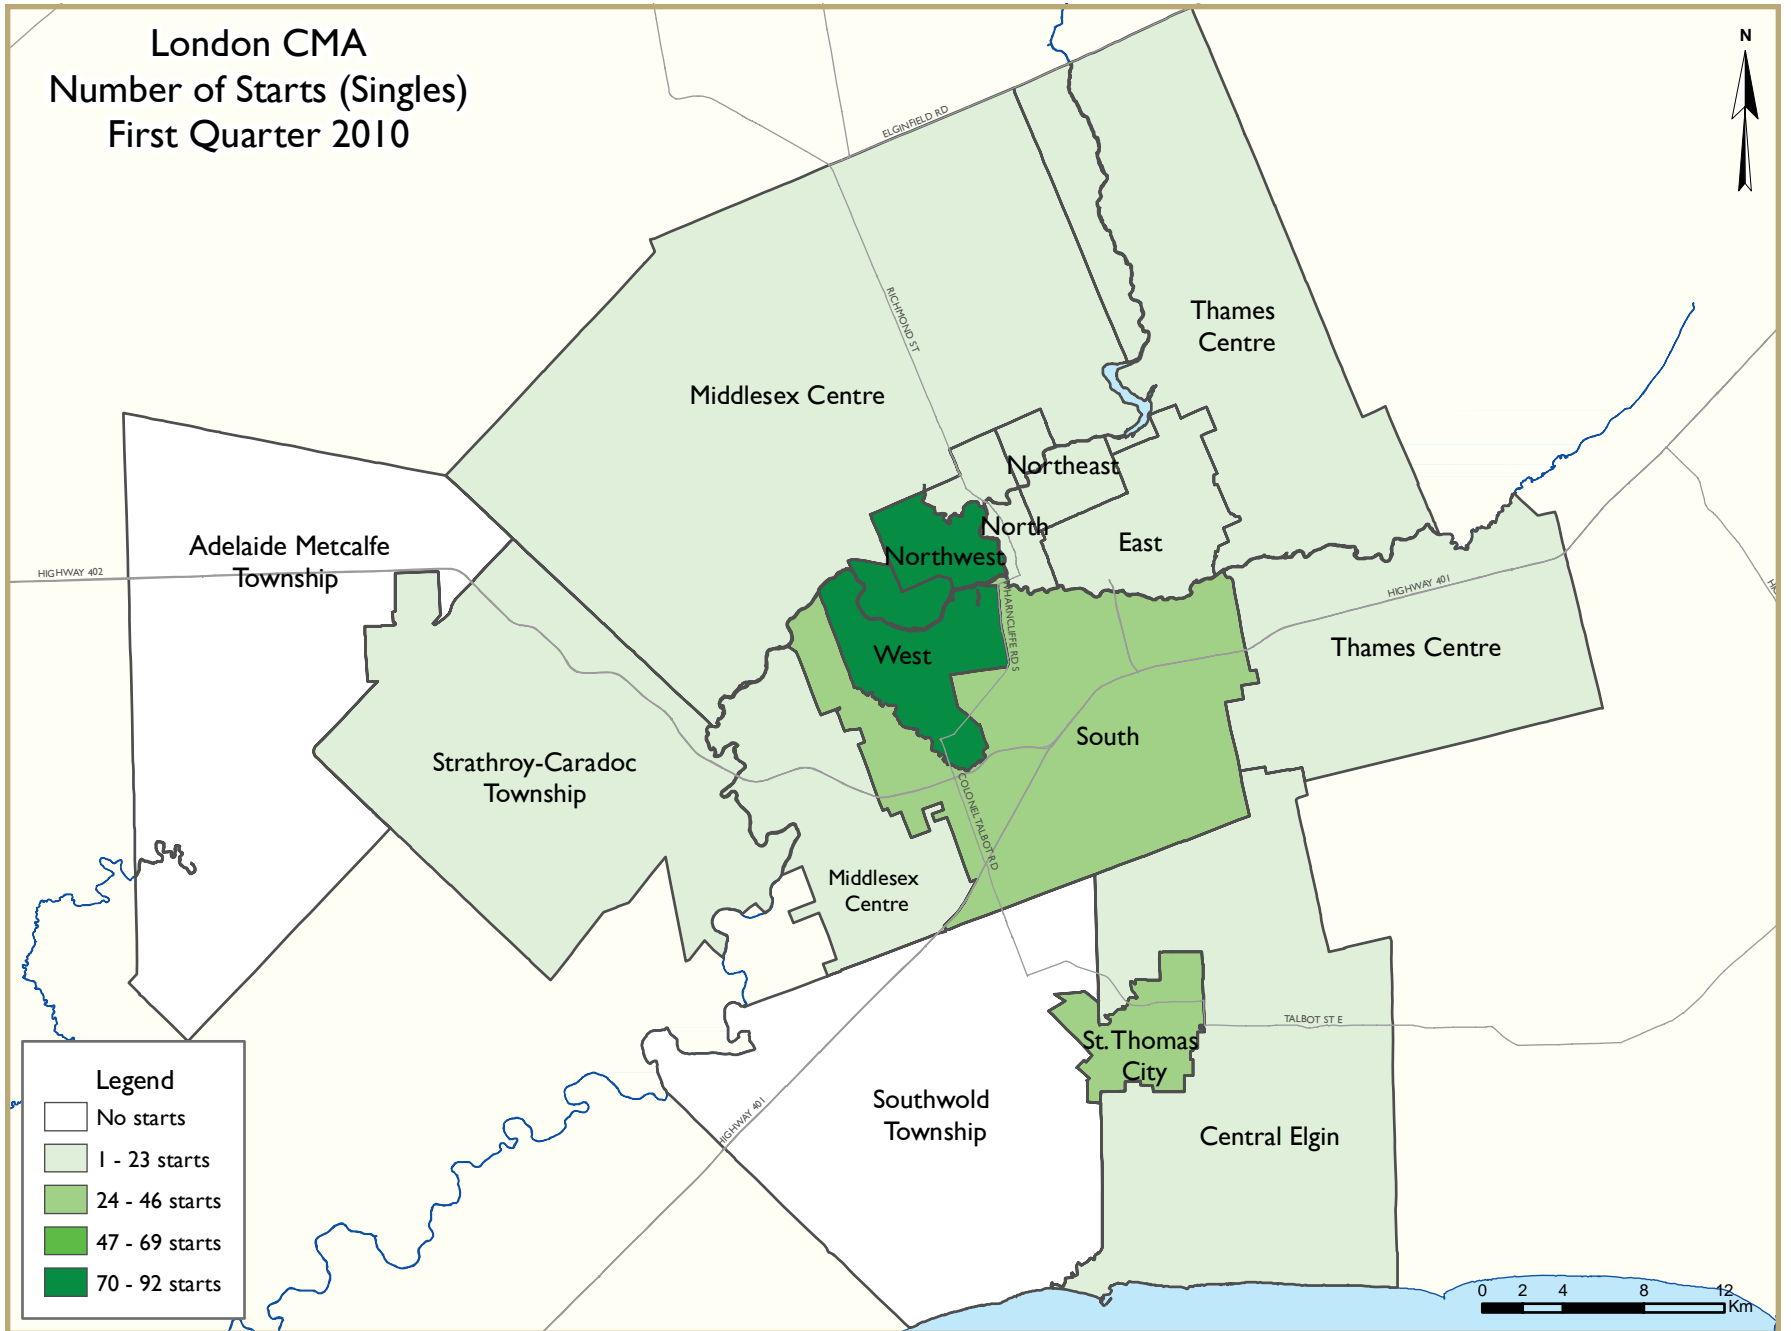 London CMA
Number of Starts (Singles)
First Quarter 2010
N
ELGINFIELD RD
RICHMOND ST
Thames
Centre
Middlesex Centre
Northeast
North
East
Northwest
Adelaide Metcalfe
Township
HIGHWAY 402
HIGHWAY 401
WHARNCLIFFE RD S
West
Thames Centre
South
Strathroy-Caradoc
Township
COLONEL TALBOT RD
Middlesex
Centre
TALBOT ST E
St. Thomas
City
Southwold
Township
Central Elgin
HIGHWAY 401
Legend
No starts
1 - 23 starts
24 - 46 starts
47 - 69 starts
70 - 92 starts
0 2 4 8 12
Km